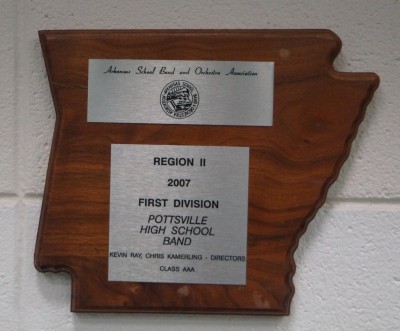 Arkansas School Band and Orchestra Association
REGION II
2007
FIRST DIVISION
POTTSVILLE
HIGH SCHOOL
BAND
KEVIN RAY, CHRIS KAMERLING - DIRECTORS
CLASS AAA